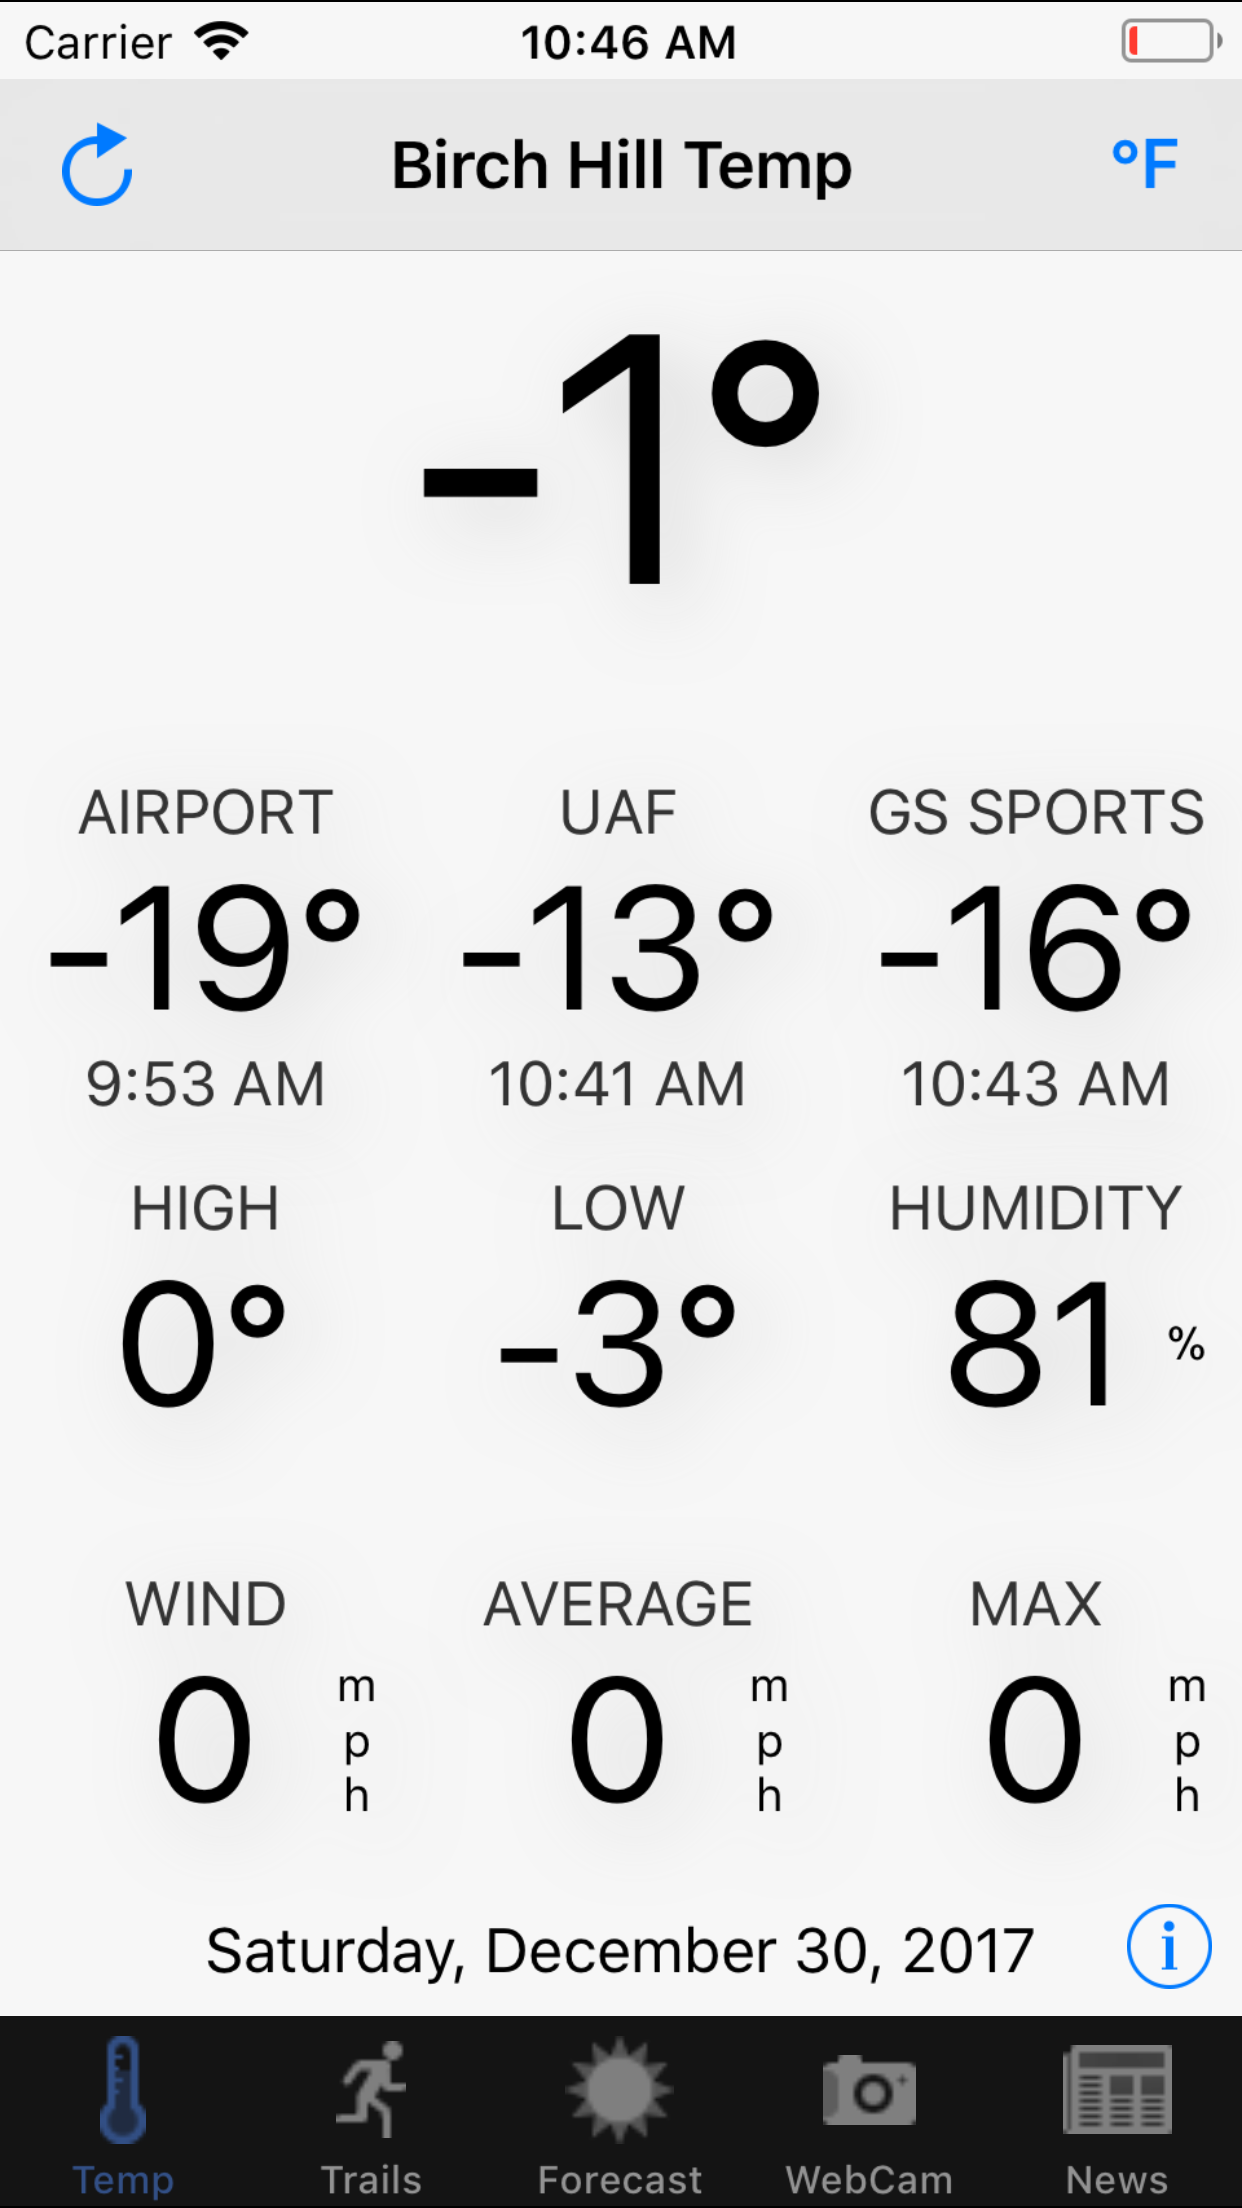 Carrier 10:46 AM
Birch Hill Temp °F
-1°
AIRPORT UAF GS SPORTS
-19° -13° -16°
9:53 AM 10:41 AM 10:43 AM
HIGH LOW HUMIDITY
0° -3° 81 %
WIND AVERAGE MAX
0 mph 0 mph 0 mph
Saturday, December 30, 2017 i
Temp Trails Forecast WebCam News